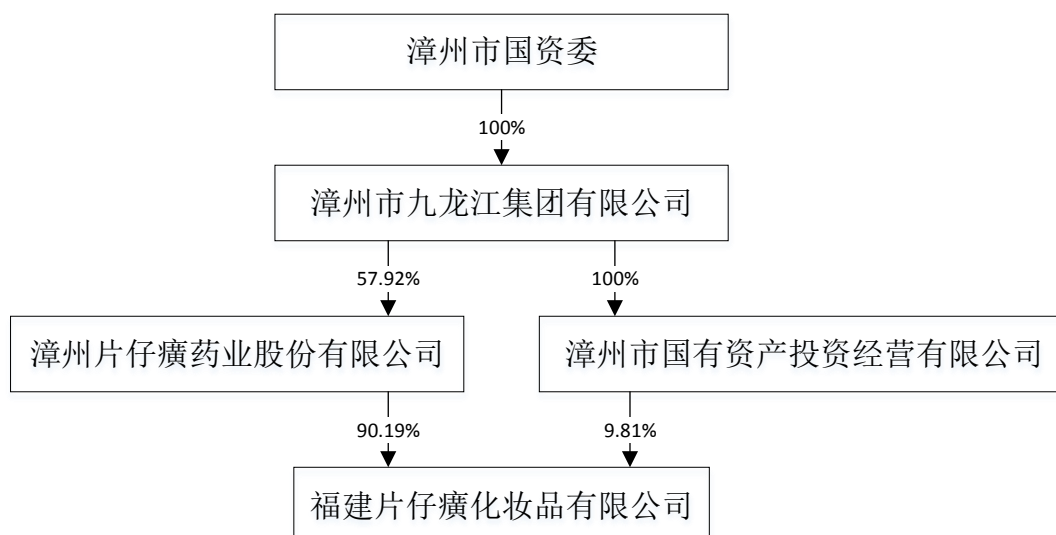 漳州市国资委
100%
漳州市九龙江集团有限公司
57.92%
100%
漳州片仔癀药业股份有限公司
漳州市国有资产投资经营有限公司
90.19%
9.81%
福建片仔癀化妆品有限公司